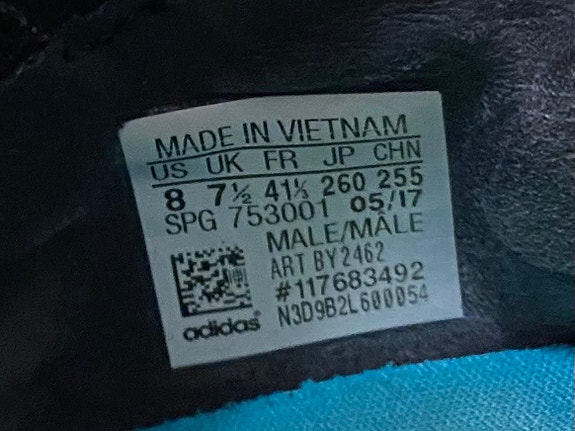 MADE IN VIETNAM
US UK FR JP CHN
8 7½ 41⅓ 260 255
SPG 753001 05/17
MALE/MÂLE
ART BY2462
#117683492
N3D9B2L600054
adidas